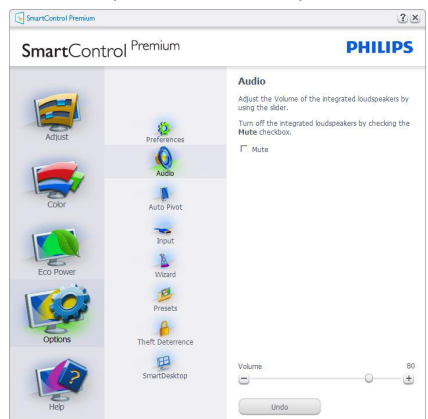 SmartControl Premium
SmartControl Premium
PHILIPS
Adjust
Color
Eco Power
Options
Help
Preferences
Audio
Auto Pivot
Input
Wizard
Presets
Theft Deterrence
SmartDesktop
Audio
Adjust the Volume of the integrated loudspeakers by
using the slider.
Turn off the integrated loudspeakers by checking the
Mute checkbox.
Mute
Volume 80
Undo